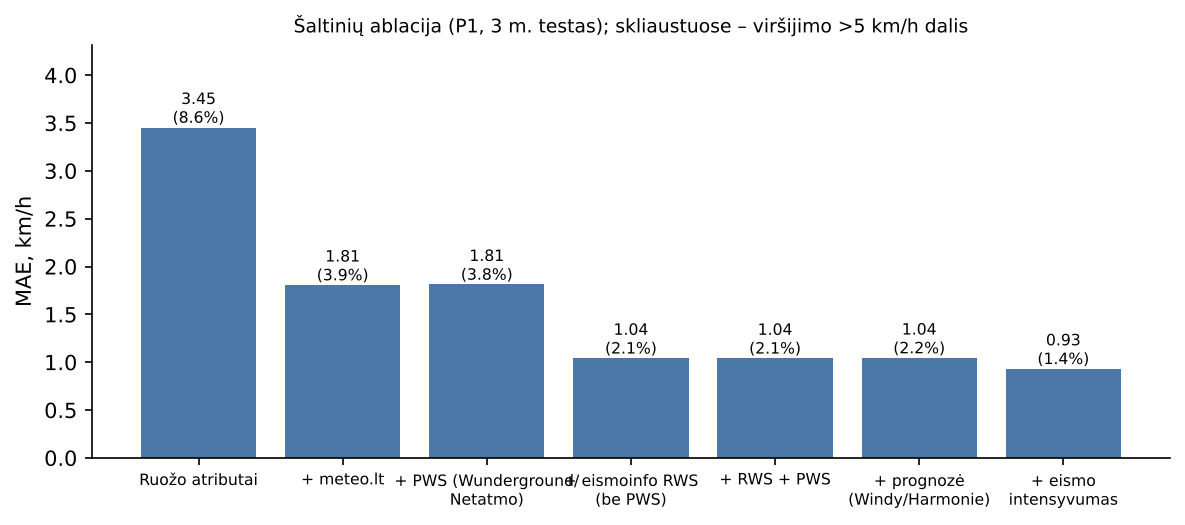 Šaltinių ablacija (P1, 3 m. testas); skliaustuose – viršijimo >5 km/h dalis
MAE, km/h
4.0
3.5
3.0
2.5
2.0
1.5
1.0
0.5
0.0
3.45
(8.6%)
1.81
(3.9%)
1.81
(3.8%)
1.04
(2.1%)
1.04
(2.1%)
1.04
(2.2%)
0.93
(1.4%)
Ruožo atributai
+ meteo.lt
+ PWS (Wunderground/
Netatmo)
+ eismoinfo RWS
(be PWS)
+ RWS + PWS
+ prognozė
(Windy/Harmonie)
+ eismo
intensyvumas